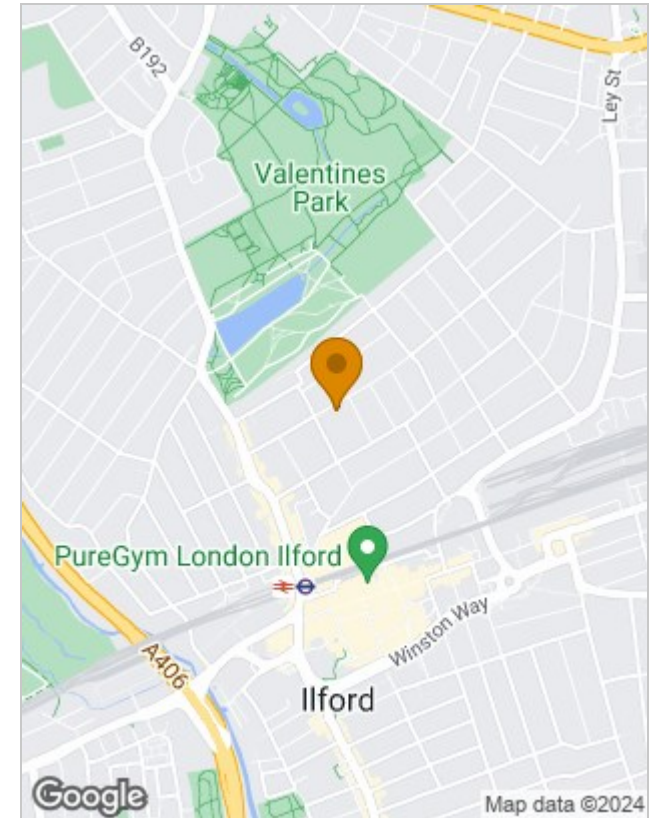 B192
Ley St
Valentines
Park
PureGym London Ilford
Winston Way
A406
Ilford
Google
Map data ©2024